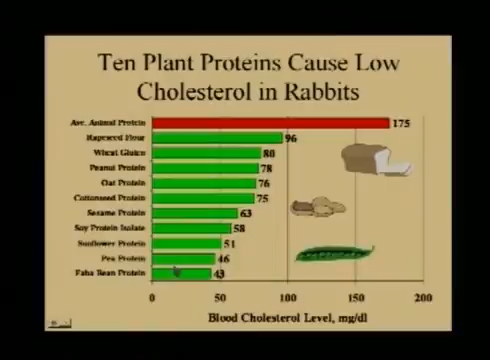 Ten Plant Proteins Cause Low
Cholesterol in Rabbits
Ave. Animal Protein 175
Rapeseed Flour 96
Wheat Gluten 80
Peanut Protein 78
Oat Protein 76
Cottonseed Protein 75
Sesame Protein 63
Soy Protein Isolate 58
Sunflower Protein 51
Pea Protein 46
Faba Bean Protein 43
0 50 100 150 200
Blood Cholesterol Level, mg/dl